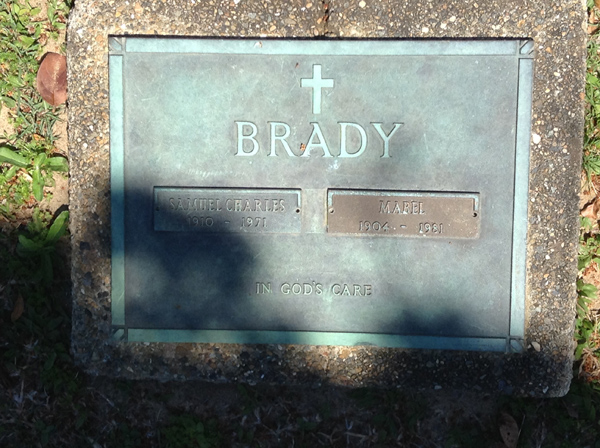 BRADY
SAMUEL CHARLES
1910 - 1971
MABEL
1904 - 1981
IN GOD'S CARE